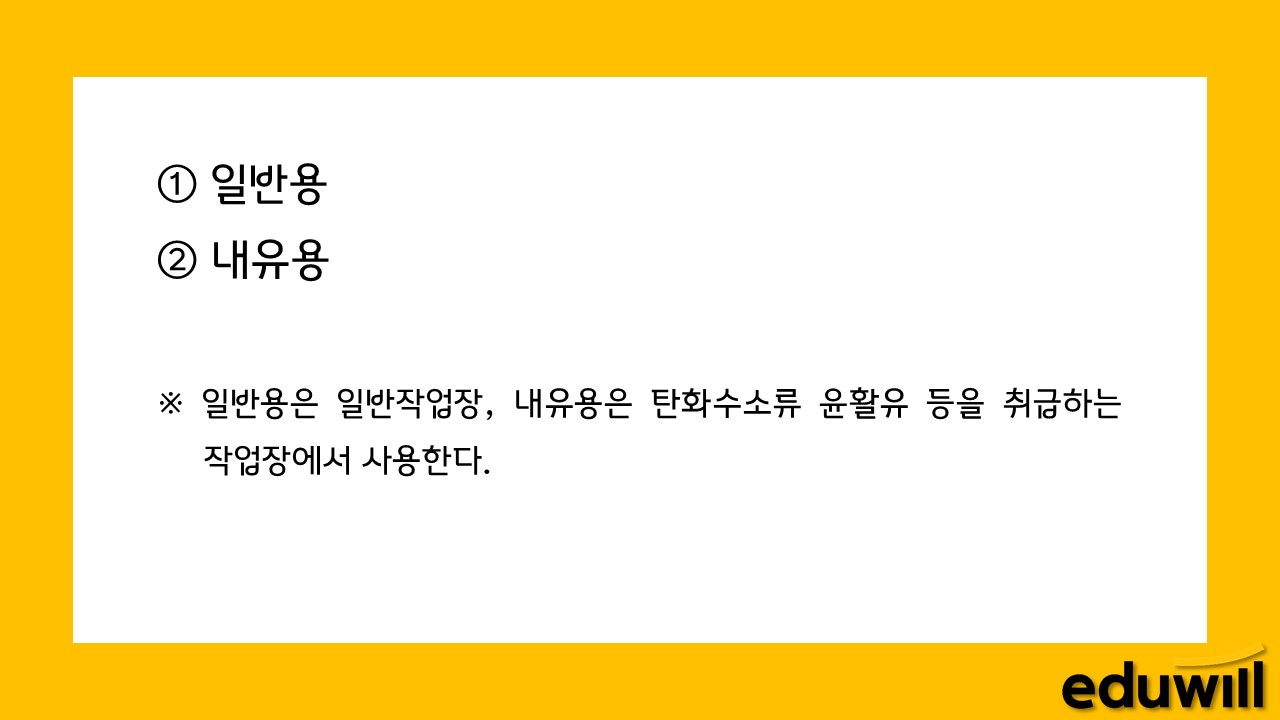 ① 일반용
② 내유용
※ 일반용은 일반작업장, 내유용은 탄화수소류 윤활유 등을 취급하는
작업장에서 사용한다.
eduwill